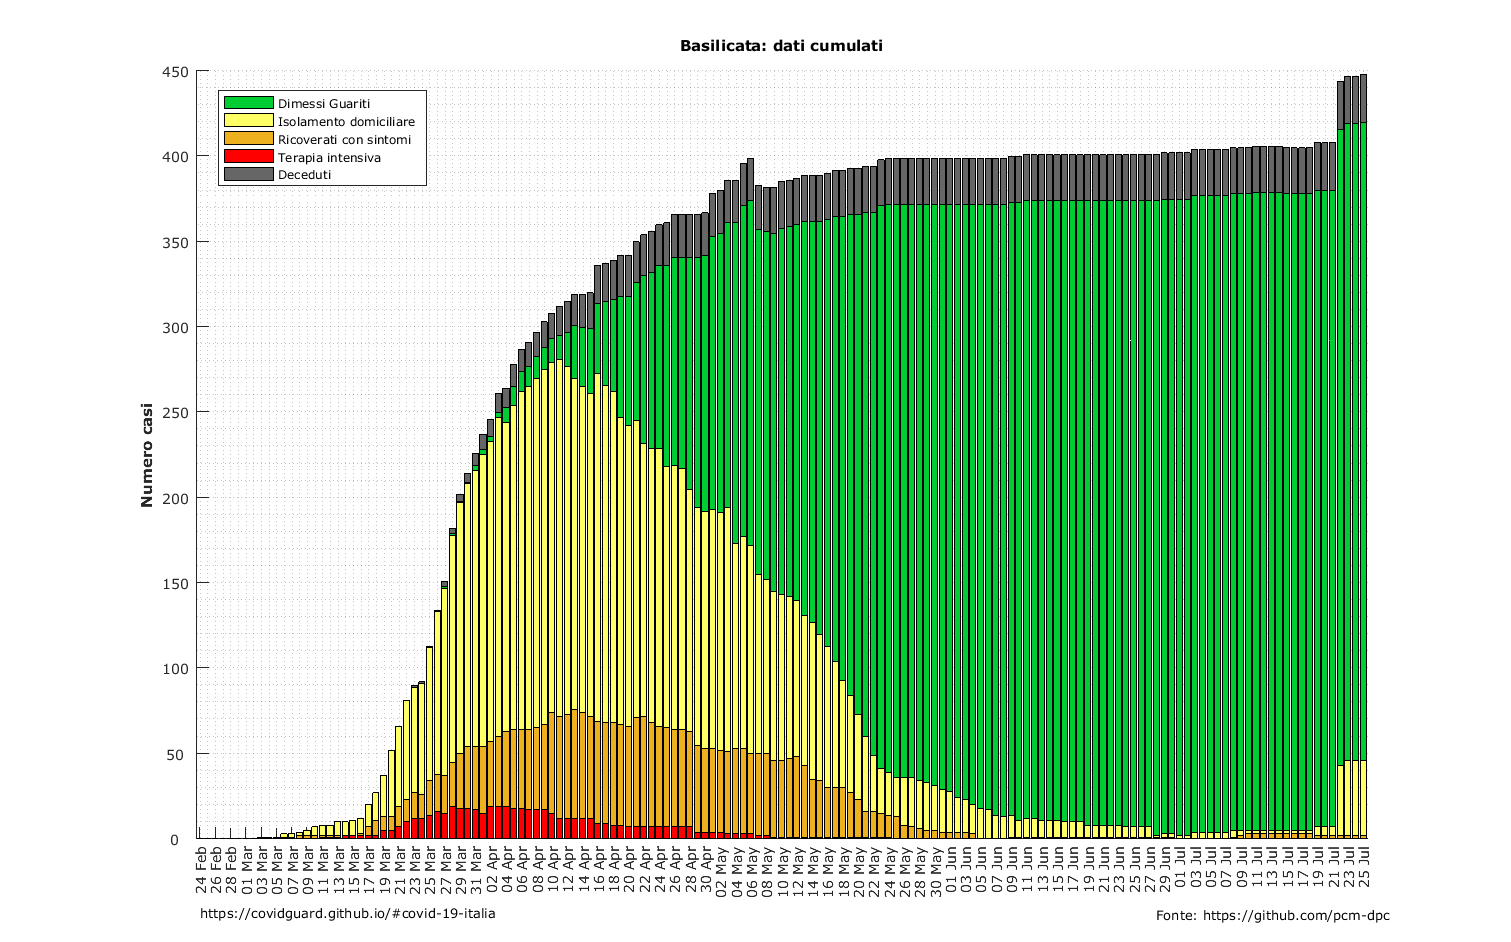 Basilicata: dati cumulati
Numero casi
450
400
350
300
250
200
150
100
50
0
Dimessi Guariti
Isolamento domiciliare
Ricoverati con sintomi
Terapia intensiva
Deceduti
24 Feb
26 Feb
28 Feb
01 Mar
03 Mar
05 Mar
07 Mar
09 Mar
11 Mar
13 Mar
15 Mar
17 Mar
19 Mar
21 Mar
23 Mar
25 Mar
27 Mar
29 Mar
31 Mar
02 Apr
04 Apr
06 Apr
08 Apr
10 Apr
12 Apr
14 Apr
16 Apr
18 Apr
20 Apr
22 Apr
24 Apr
26 Apr
28 Apr
30 Apr
02 May
04 May
06 May
08 May
10 May
12 May
14 May
16 May
18 May
20 May
22 May
24 May
26 May
28 May
30 May
01 Jun
03 Jun
05 Jun
07 Jun
09 Jun
11 Jun
13 Jun
15 Jun
17 Jun
19 Jun
21 Jun
23 Jun
25 Jun
27 Jun
29 Jun
01 Jul
03 Jul
05 Jul
07 Jul
09 Jul
11 Jul
13 Jul
15 Jul
17 Jul
19 Jul
21 Jul
23 Jul
25 Jul
https://covidguard.github.io/#covid-19-italia
Fonte: https://github.com/pcm-dpc